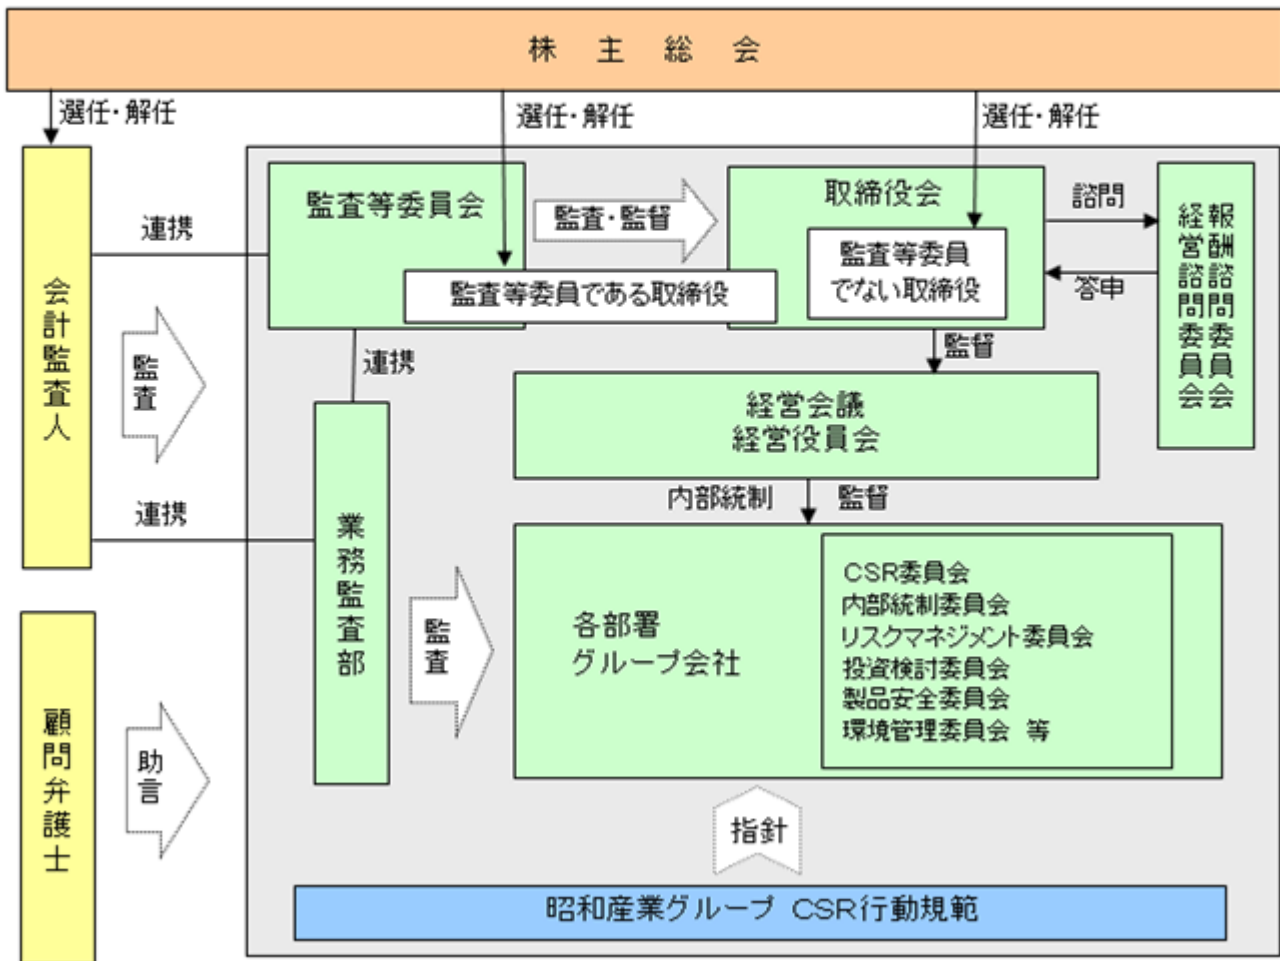 株主総会
選任・解任
選任・解任
選任・解任
監査等委員会
監査・監督
取締役会
諮問
答申
報酬諮問委員会
経営諮問委員会
連携
監査等委員である取締役
監査等委員
でない取締役
会計監査人
監査
連携
監督
経営会議
経営役員会
内部統制
監督
連携
業務監査部
監査
各部署
グループ会社
CSR委員会
内部統制委員会
リスクマネジメント委員会
投資検討委員会
製品安全委員会
環境管理委員会 等
顧問弁護士
助言
指針
昭和産業グループ CSR行動規範